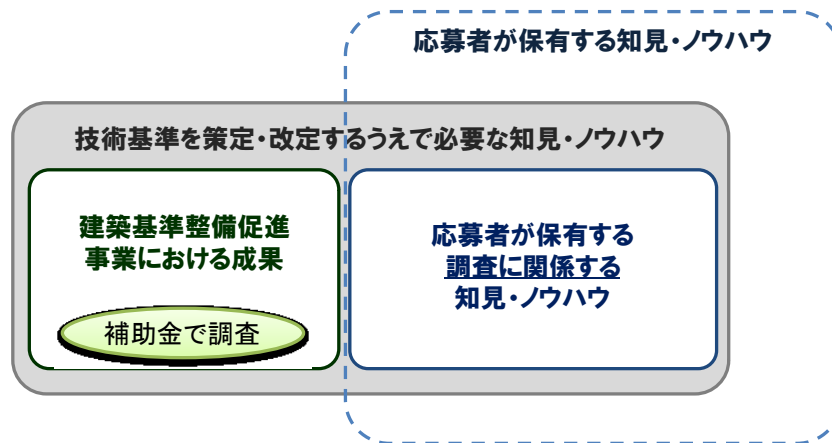 応募者が保有する知見・ノウハウ
技術基準を策定・改定するうえで必要な知見・ノウハウ
建築基準整備促進
事業における成果
補助金で調査
応募者が保有する
調査に関係する
知見・ノウハウ